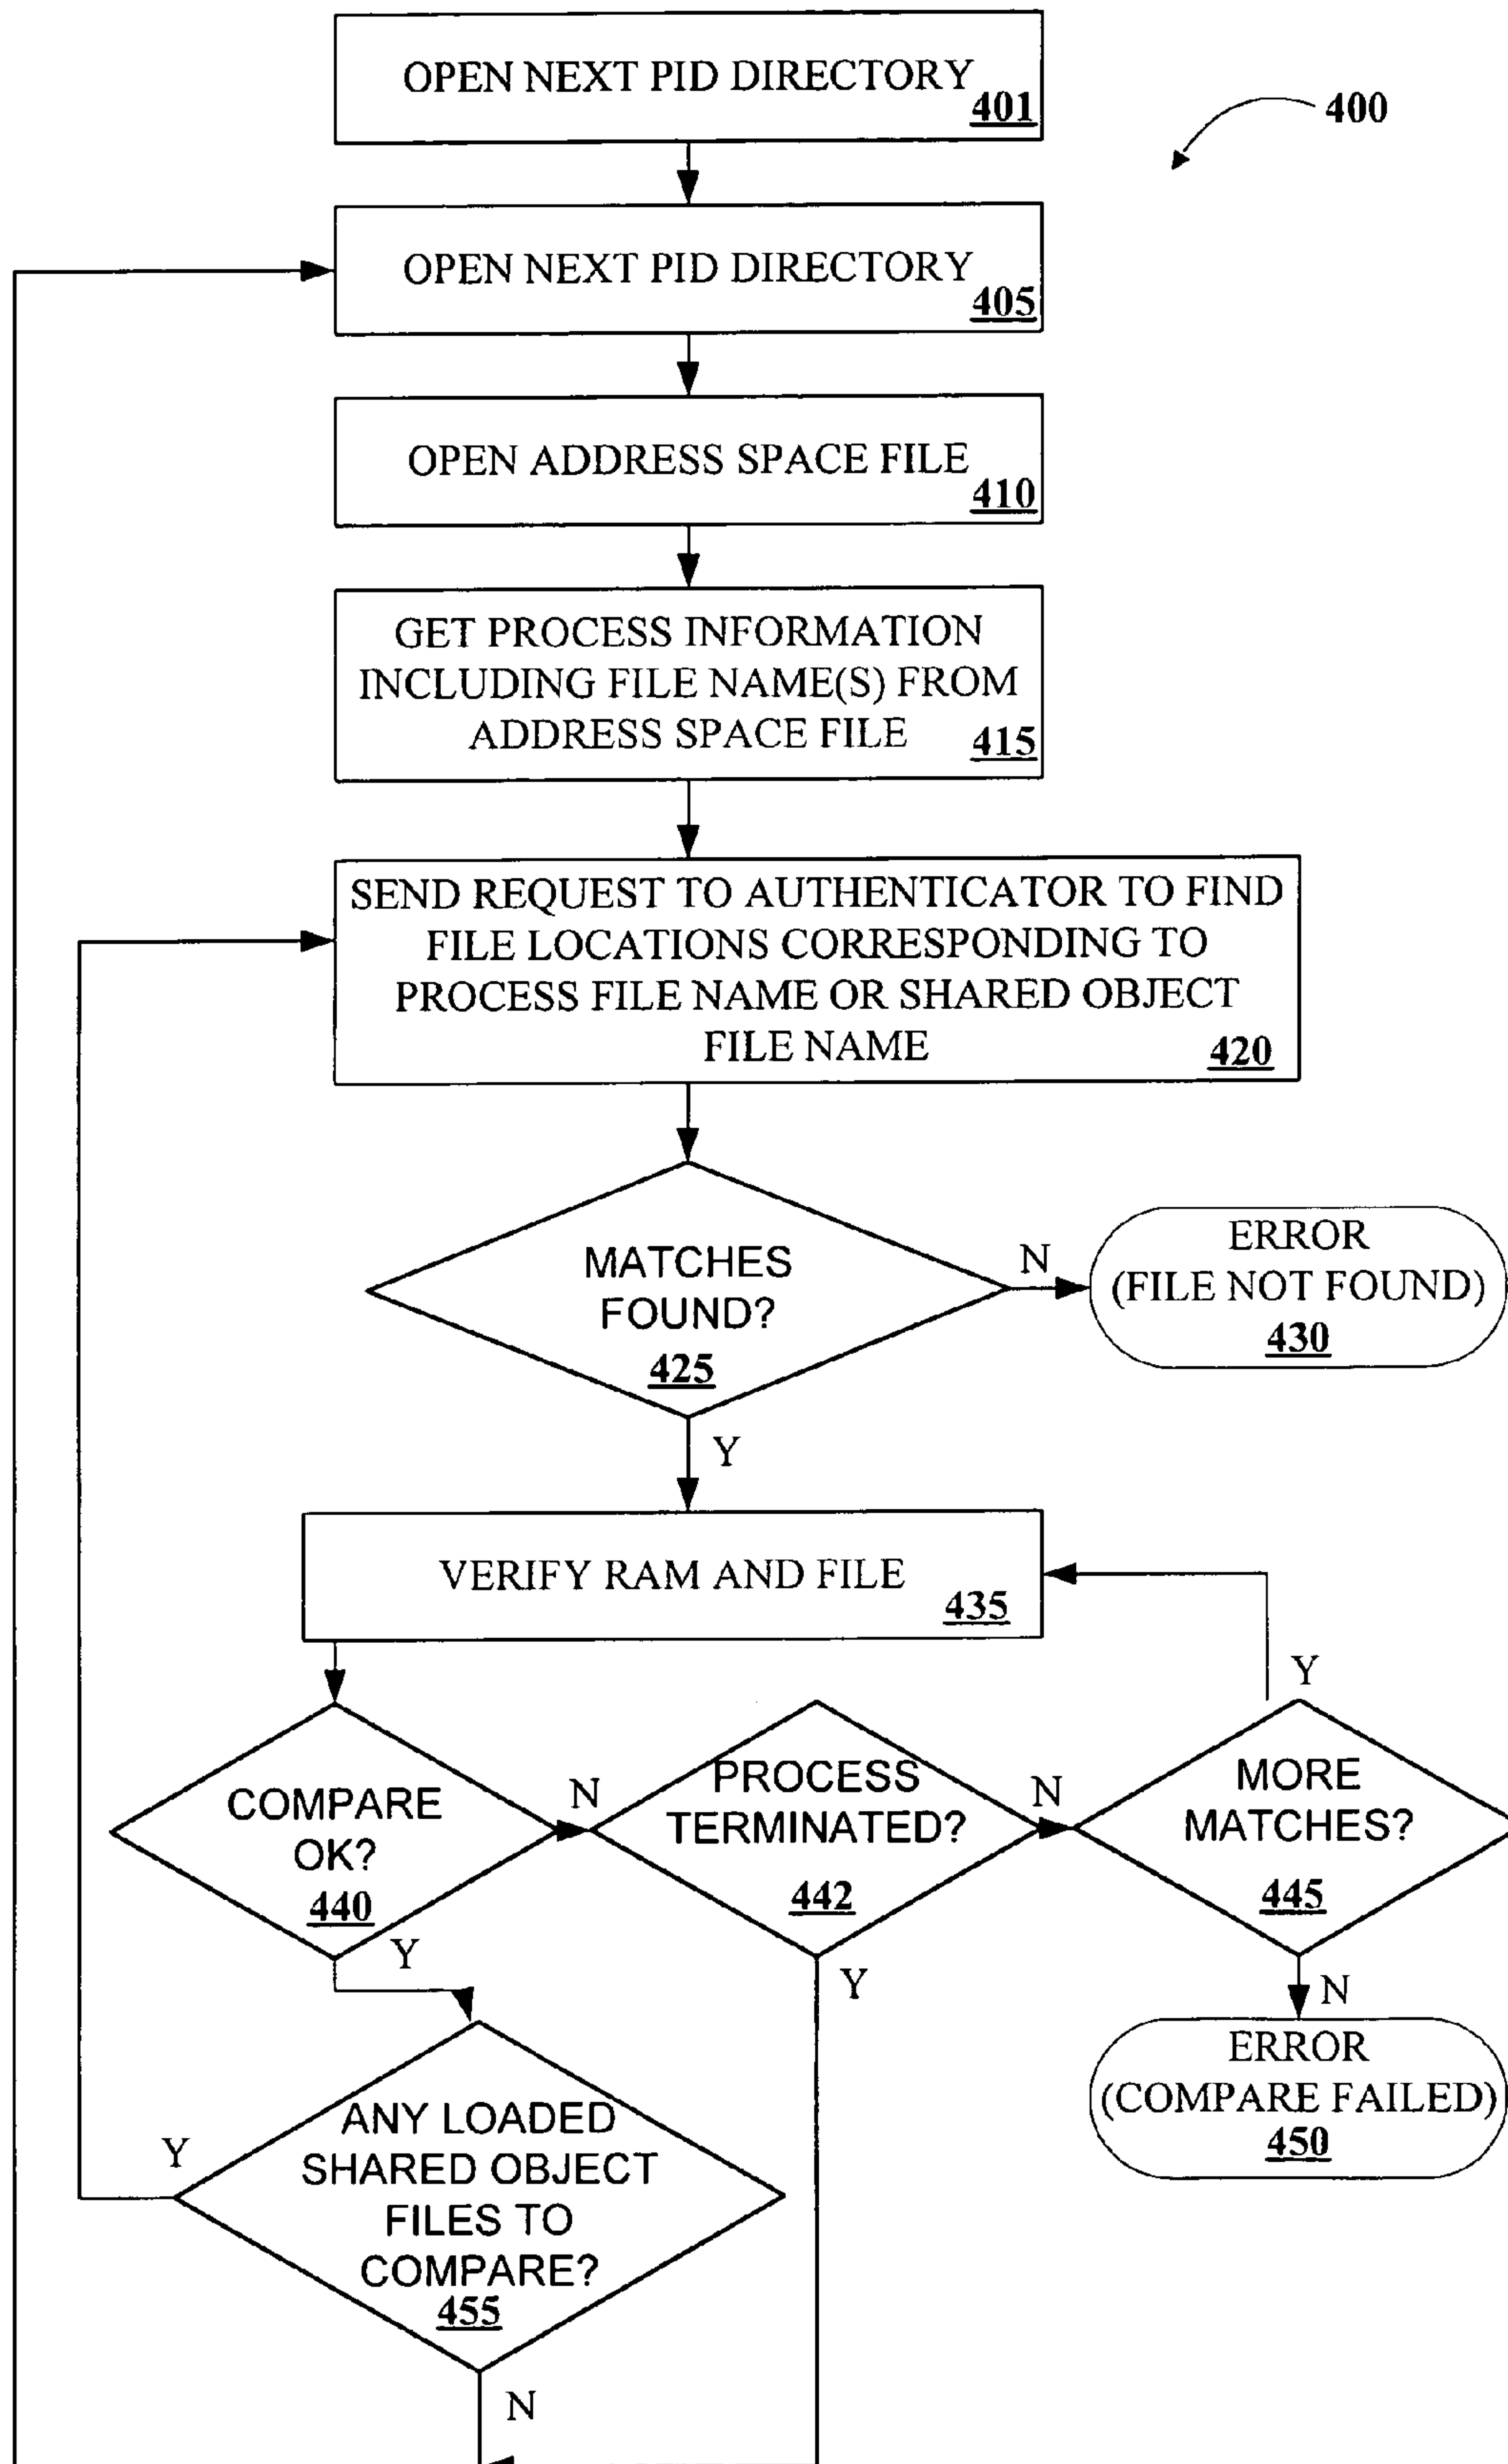 OPEN NEXT PID DIRECTORY
401
400
OPEN NEXT PID DIRECTORY
405
OPEN ADDRESS SPACE FILE
410
GET PROCESS INFORMATION
INCLUDING FILE NAME(S) FROM
ADDRESS SPACE FILE
415
SEND REQUEST TO AUTHENTICATOR TO FIND
FILE LOCATIONS CORRESPONDING TO
PROCESS FILE NAME OR SHARED OBJECT
FILE NAME
420
MATCHES
FOUND?
425
N
ERROR
(FILE NOT FOUND)
430
Y
VERIFY RAM AND FILE
435
Y
COMPARE
OK?
440
N
PROCESS
TERMINATED?
442
N
MORE
MATCHES?
445
Y
Y
N
ERROR
(COMPARE FAILED)
450
ANY LOADED
SHARED OBJECT
FILES TO
COMPARE?
455
Y
N